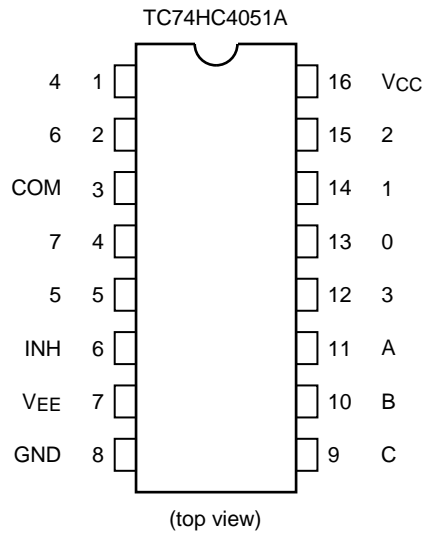 TC74HC4051A
4 1 16 VCC
6 2 15 2
COM 3 14 1
7 4 13 0
5 5 12 3
INH 6 11 A
VEE 7 10 B
GND 8 9 C
(top view)